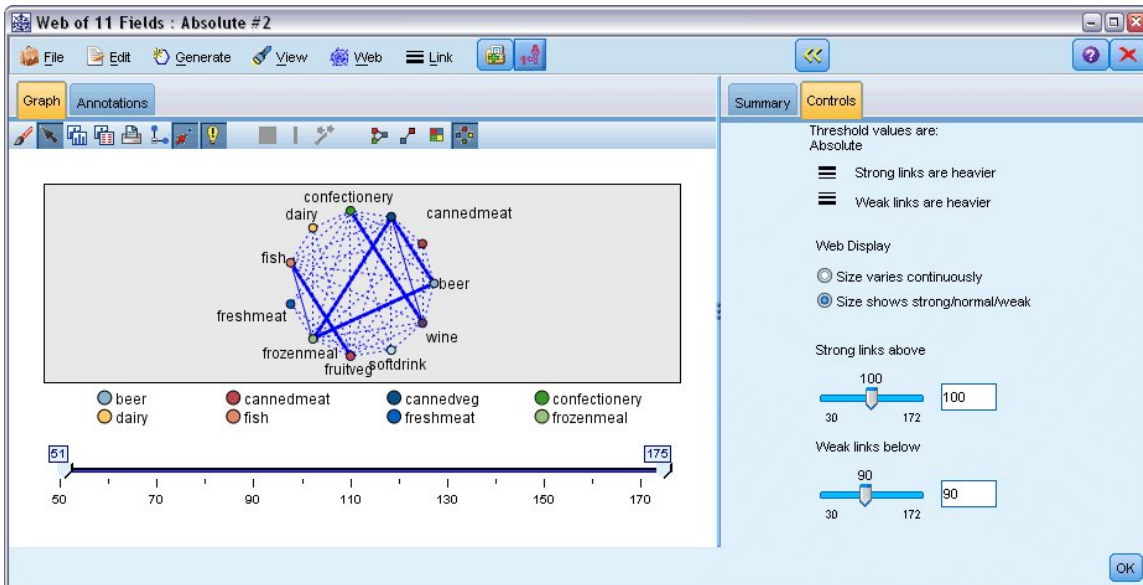 Web of 11 Fields : Absolute #2
File Edit Generate View Web Link
Graph Annotations
Summary Controls
Threshold values are:
Absolute
Strong links are heavier
Weak links are heavier
Web Display
Size varies continuously
Size shows strong/normal/weak
Strong links above
100
100
30 172
Weak links below
90
90
30 172
confectionery
dairy
cannedmeat
fish
beer
freshmeat
wine
frozenmeal
fruitveg
softdrink
beer cannedmeat cannedveg confectionery
dairy fish freshmeat frozenmeal
51 175
50 70 90 110 130 150 170
OK